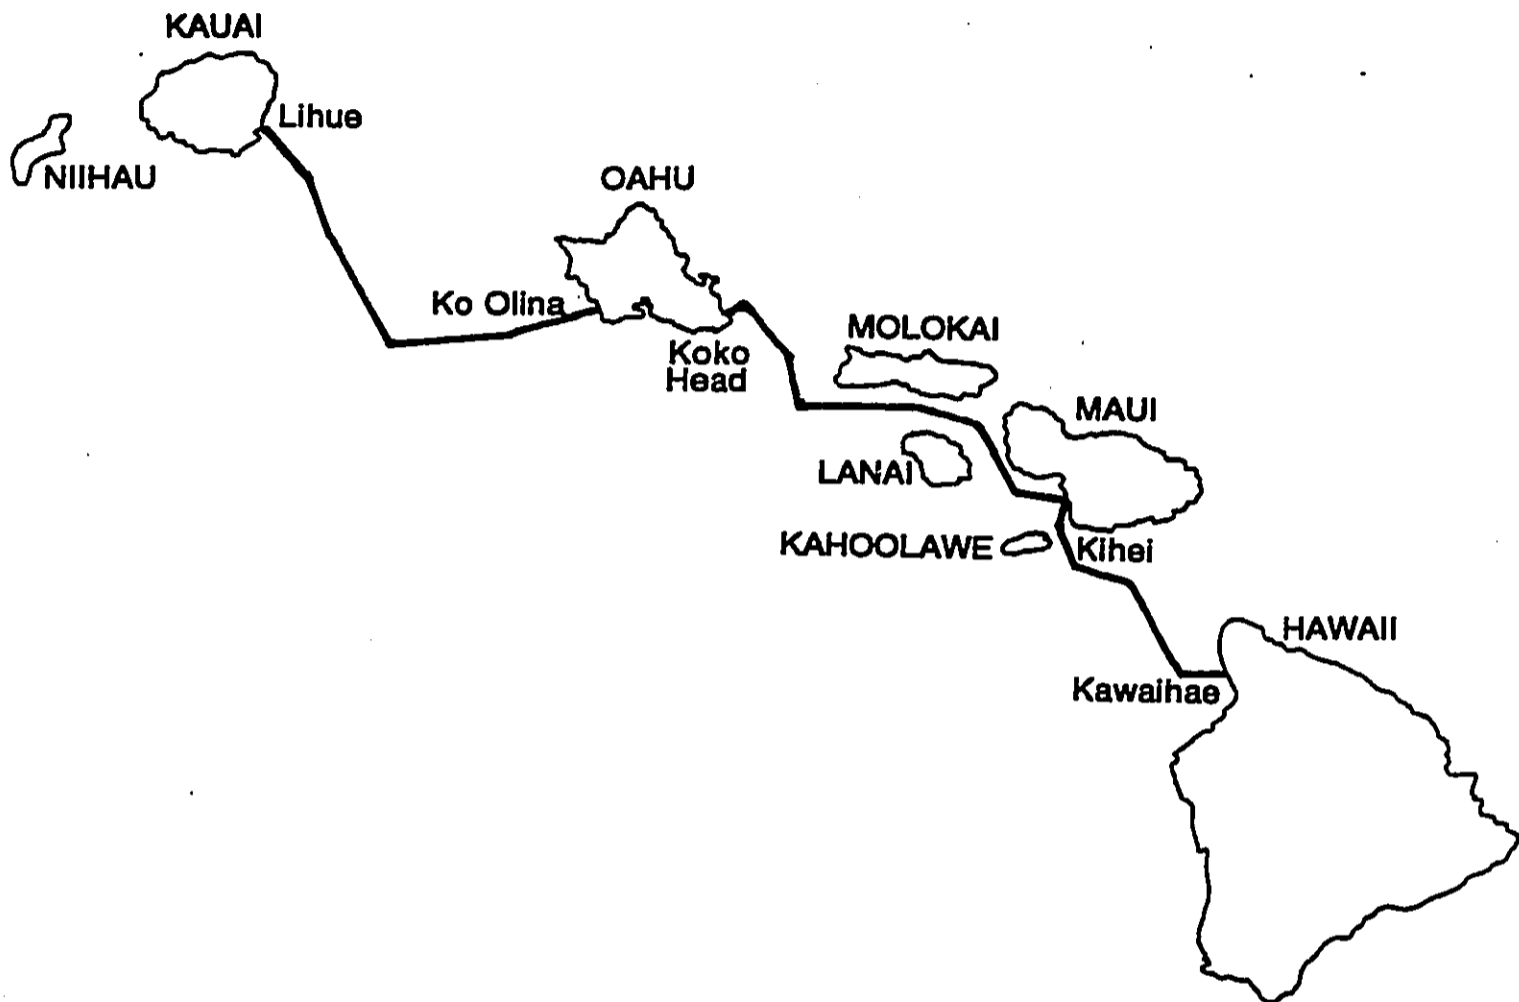 KAUAI
Lihue
NIIHAU
OAHU
Ko Olina
Koko
Head
MOLOKAI
MAUI
LANAI
KAHOOLAWE
Kihei
HAWAII
Kawaihae